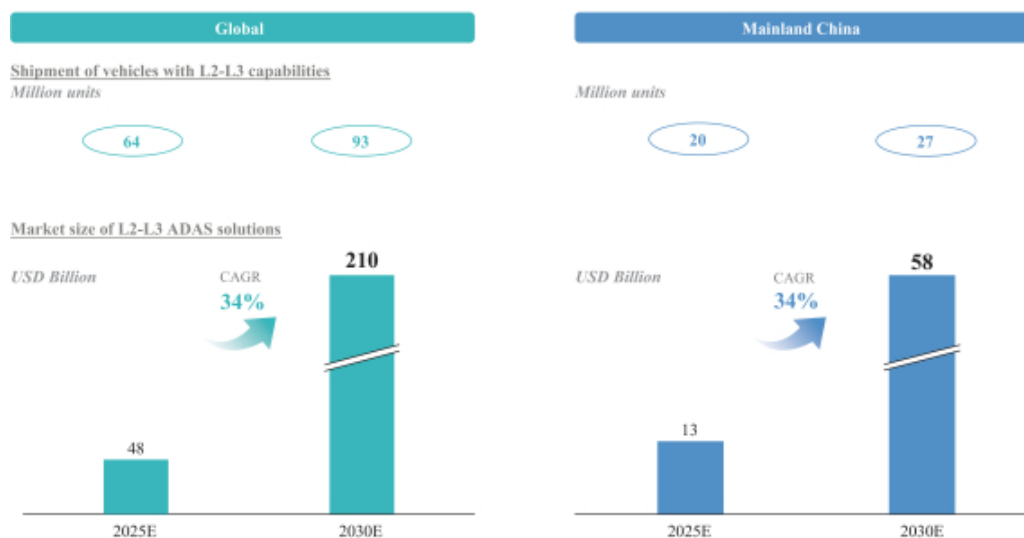 Global
Shipment of vehicles with L2-L3 capabilities
Million units
64
93
Market size of L2-L3 ADAS solutions
USD Billion
CAGR
34%
210
48
2025E
2030E
Mainland China
Million units
20
27
USD Billion
CAGR
34%
58
13
2025E
2030E